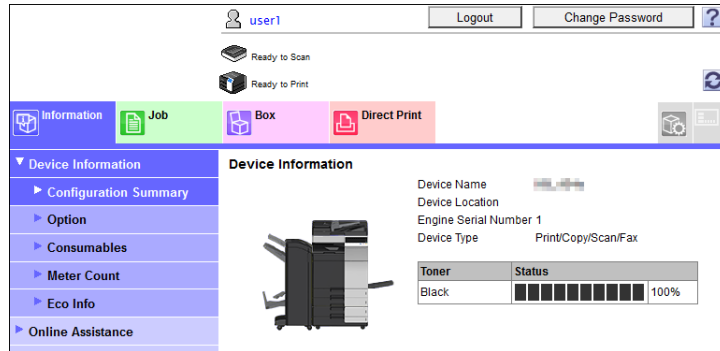 user1
Logout
Change Password
?
Ready to Scan
Ready to Print
Information
Job
Box
Direct Print
Device Information
Configuration Summary
Option
Consumables
Meter Count
Eco Info
Online Assistance
Device Information
Device Name
Device Location
Engine Serial Number 1
Device Type Print/Copy/Scan/Fax
Toner Status
Black 100%